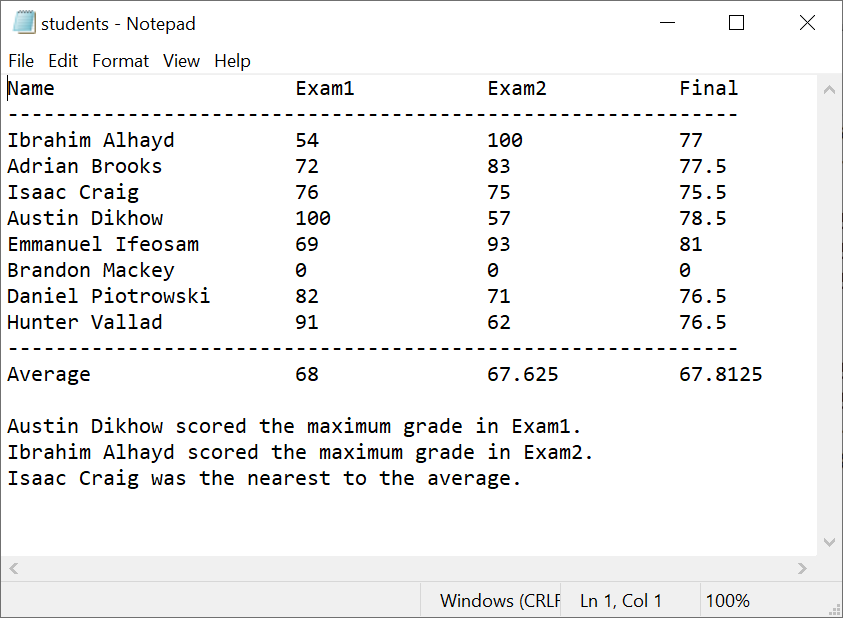 students - Notepad
File Edit Format View Help
Name Exam1 Exam2 Final
-------------------------------------------------------------
Ibrahim Alhayd 54 100 77
Adrian Brooks 72 83 77.5
Isaac Craig 76 75 75.5
Austin Dikhow 100 57 78.5
Emmanuel Ifeosam 69 93 81
Brandon Mackey 0 0 0
Daniel Piotrowski 82 71 76.5
Hunter Vallad 91 62 76.5
-------------------------------------------------------------
Average 68 67.625 67.8125
Austin Dikhow scored the maximum grade in Exam1.
Ibrahim Alhayd scored the maximum grade in Exam2.
Isaac Craig was the nearest to the average.
Windows (CRLF Ln 1, Col 1 100%